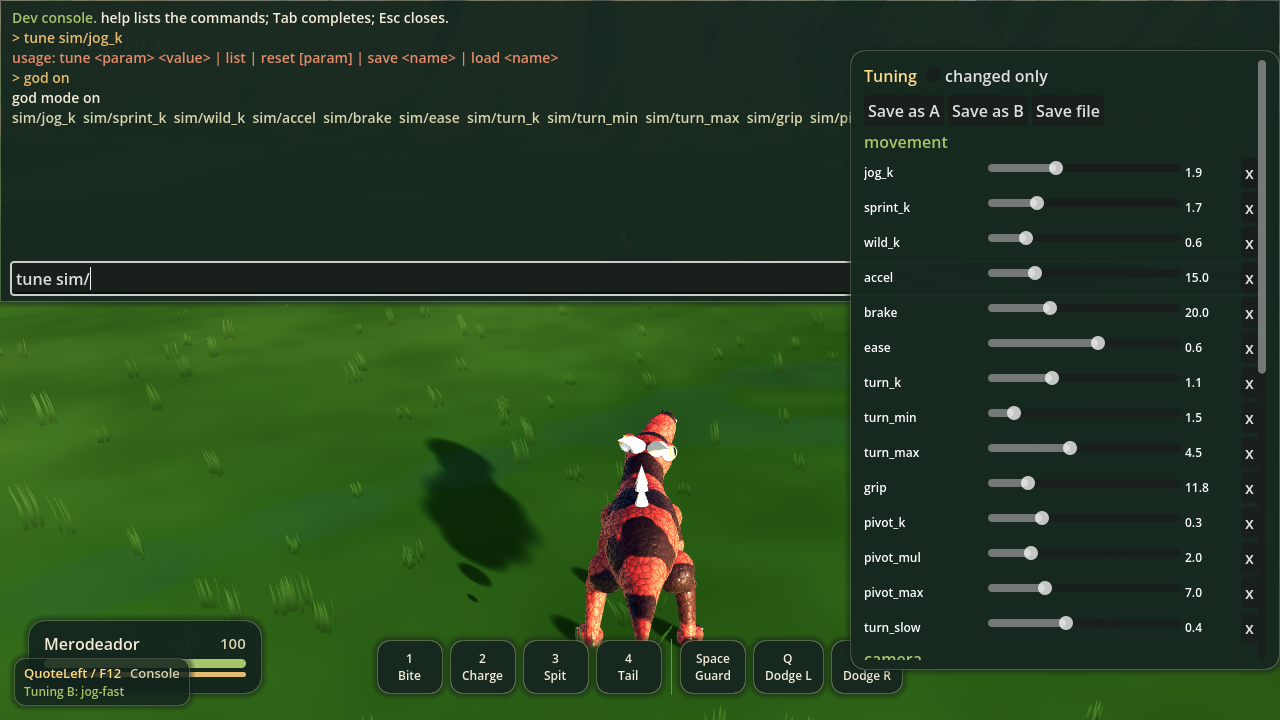 Dev console. help lists the commands; Tab completes; Esc closes.
> tune sim/jog_k
usage: tune <param> <value> | list | reset [param] | save <name> | load <name>
> god on
god mode on
sim/jog_k sim/sprint_k sim/wild_k sim/accel sim/brake sim/ease sim/turn_k sim/turn_min sim/turn_max sim/grip sim/pi
tune sim/
Tuning changed only
Save as A Save as B Save file
movement
jog_k 1.9 x
sprint_k 1.7 x
wild_k 0.6 x
accel 15.0 x
brake 20.0 x
ease 0.6 x
turn_k 1.1 x
turn_min 1.5 x
turn_max 4.5 x
grip 11.8 x
pivot_k 0.3 x
pivot_mul 2.0 x
pivot_max 7.0 x
turn_slow 0.4 x
camera
Merodeador 100
QuoteLeft / F12 Console
Tuning B: jog-fast
1 Bite
2 Charge
3 Spit
4 Tail
Space Guard
Q Dodge L
Dodge R